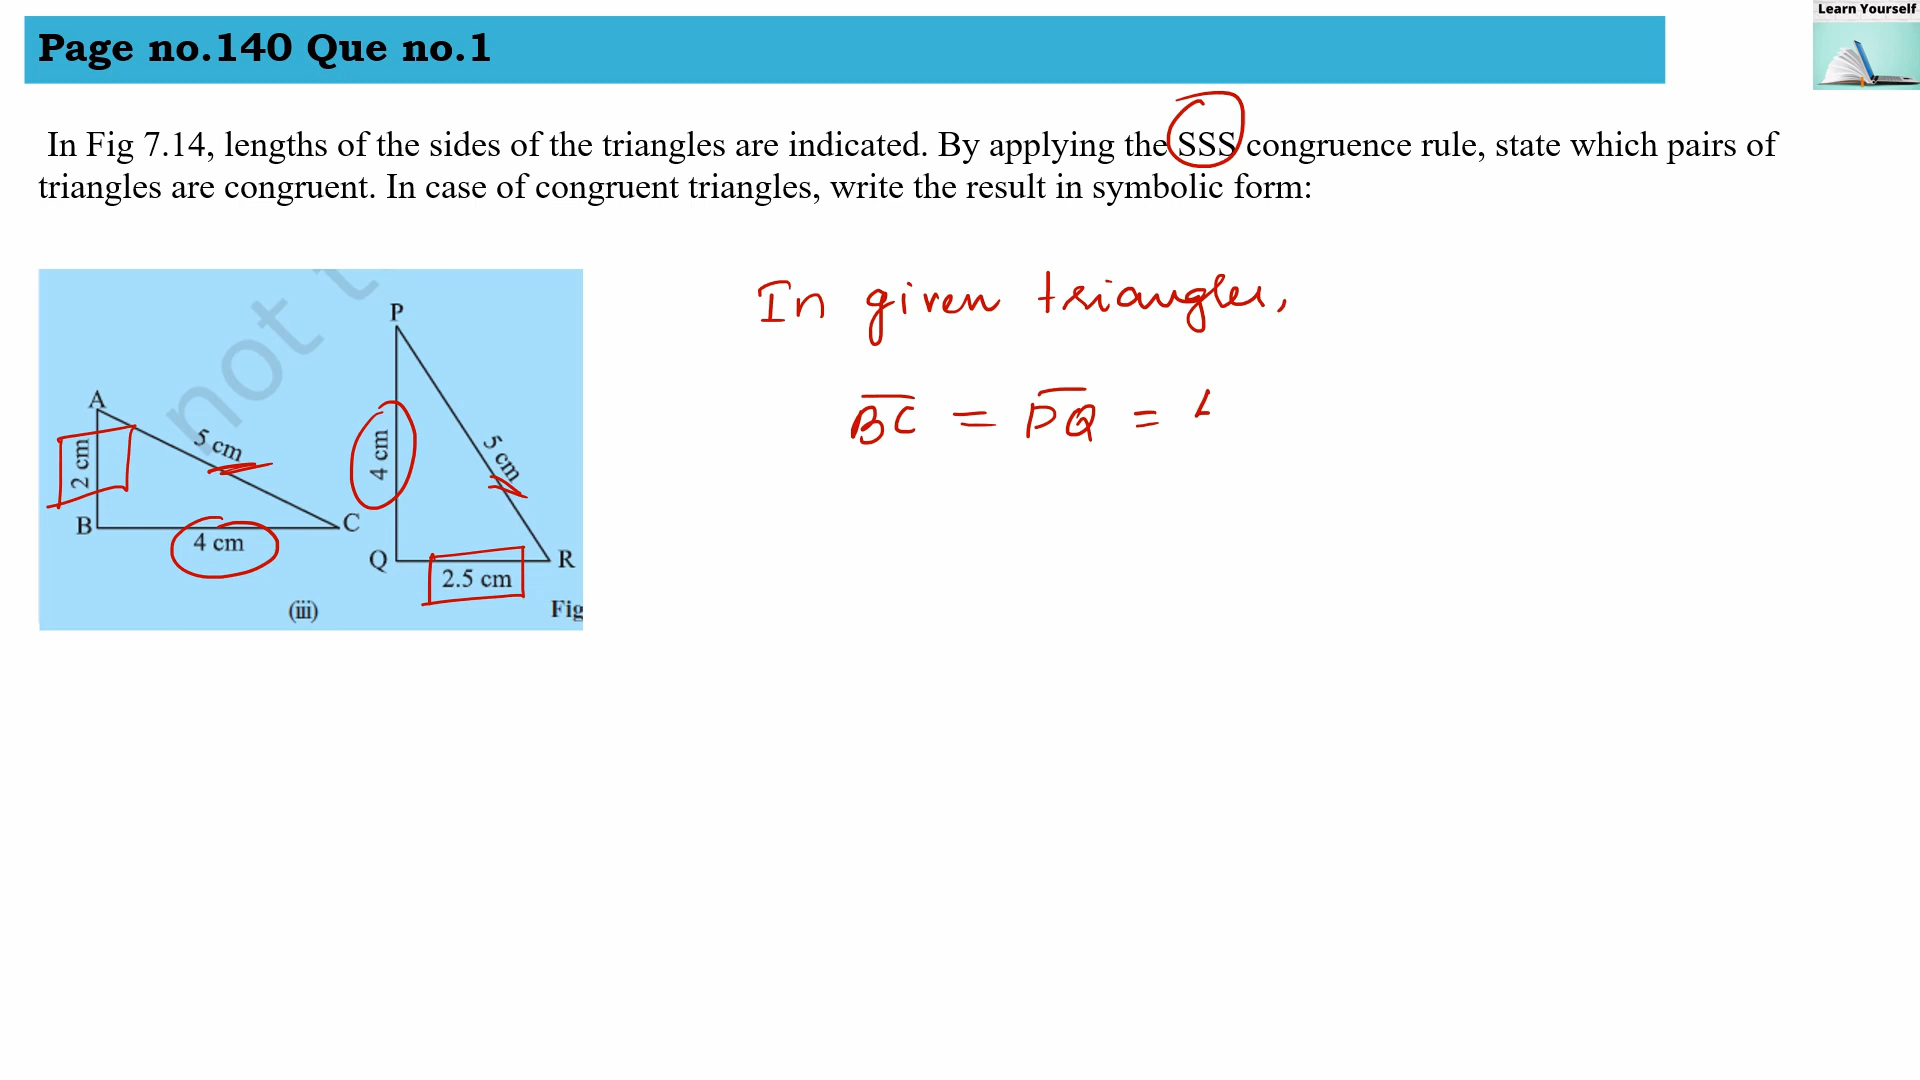 Learn Yourself
Page no.140 Que no.1
In Fig 7.14, lengths of the sides of the triangles are indicated. By applying the SSS congruence rule, state which pairs of
triangles are congruent. In case of congruent triangles, write the result in symbolic form:
not t
P
A
5 cm
2 cm
4 cm
5 cm
B
C
4 cm
Q
R
2.5 cm
(iii)
Fig
In given triangles,
BC = PQ =